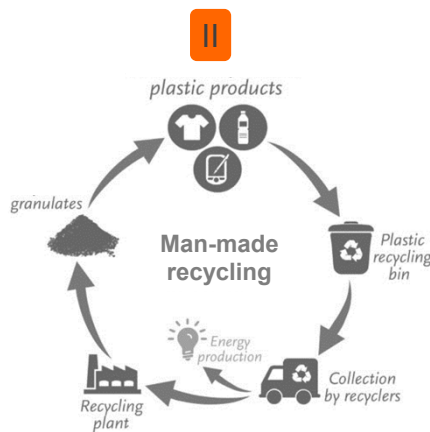 II
plastic products
granulates
Man-made
recycling
Plastic
recycling
bin
Energy
production
Collection
by recyclers
Recycling
plant